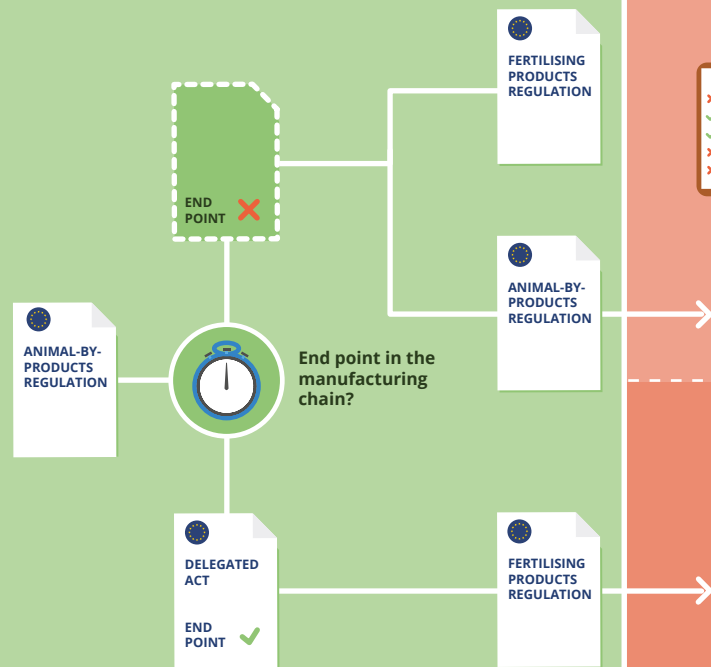 FERTILISING
PRODUCTS
REGULATION
END
POINT
ANIMAL-BY-
PRODUCTS
REGULATION
ANIMAL-BY-
PRODUCTS
REGULATION
End point in the
manufacturing
chain?
DELEGATED
ACT
END
POINT
FERTILISING
PRODUCTS
REGULATION